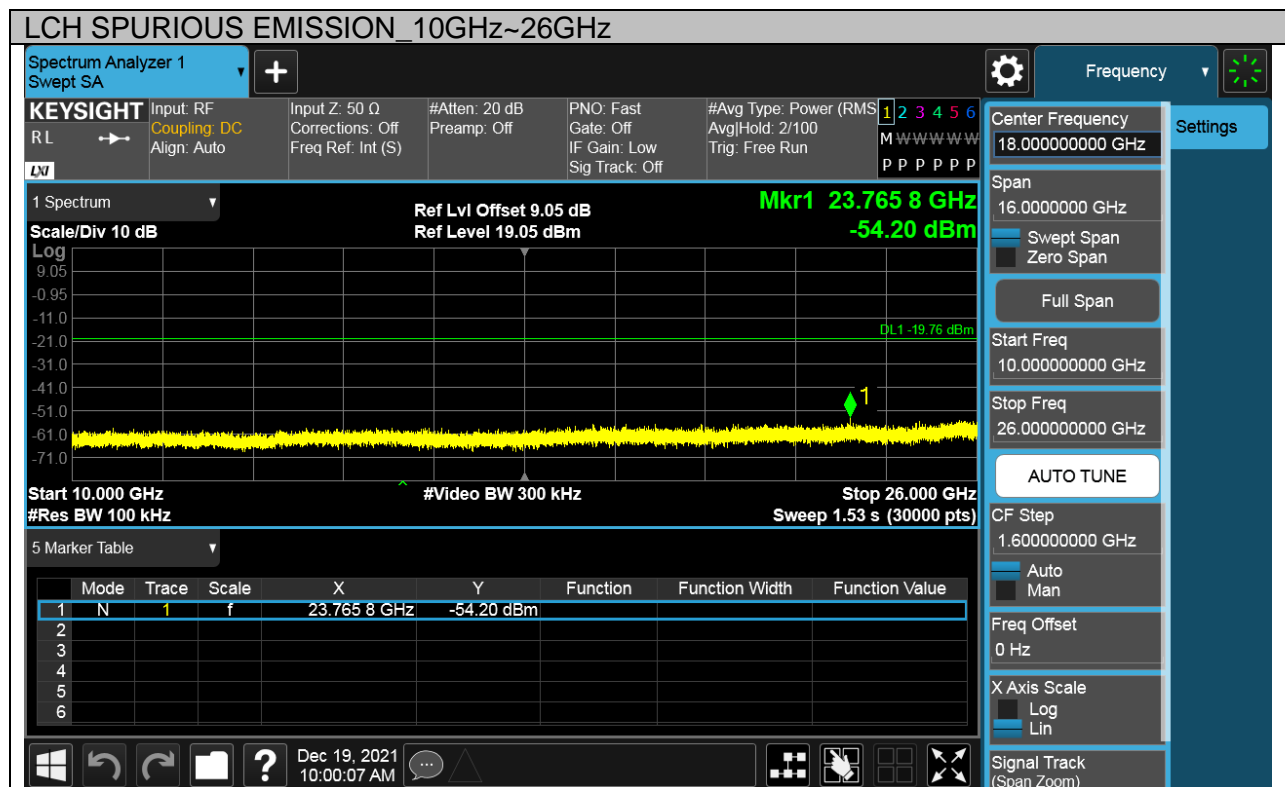 LCH SPURIOUS EMISSION_10GHz~26GHz
Spectrum Analyzer 1
Swept SA
+
Frequency
KEYSIGHT
RL
LXI
Input: RF
Coupling: DC
Align: Auto
Input Z: 50 Ω
Corrections: Off
Freq Ref: Int (S)
#Atten: 20 dB
Preamp: Off
PNO: Fast
Gate: Off
IF Gain: Low
Sig Track: Off
#Avg Type: Power (RMS
Avg|Hold: 2/100
Trig: Free Run
1 2 3 4 5 6
M W W W W W
P P P P P P
1 Spectrum
Scale/Div 10 dB
Ref Lvl Offset 9.05 dB
Ref Level 19.05 dBm
Mkr1 23.765 8 GHz
-54.20 dBm
Log
9.05
-0.95
-11.0
-21.0
-31.0
-41.0
-51.0
-61.0
-71.0
DL1 -19.76 dBm
1
Start 10.000 GHz
#Res BW 100 kHz
#Video BW 300 kHz
Stop 26.000 GHz
Sweep 1.53 s (30000 pts)
5 Marker Table
Mode Trace Scale X Y Function Function Width Function Value
1 N 1 f 23.765 8 GHz -54.20 dBm
2
3
4
5
6
?
Dec 19, 2021
10:00:07 AM
Center Frequency
18.000000000 GHz
Settings
Span
16.0000000 GHz
Swept Span
Zero Span
Full Span
Start Freq
10.000000000 GHz
Stop Freq
26.000000000 GHz
AUTO TUNE
CF Step
1.600000000 GHz
Auto
Man
Freq Offset
0 Hz
X Axis Scale
Log
Lin
Signal Track
(Span Zoom)